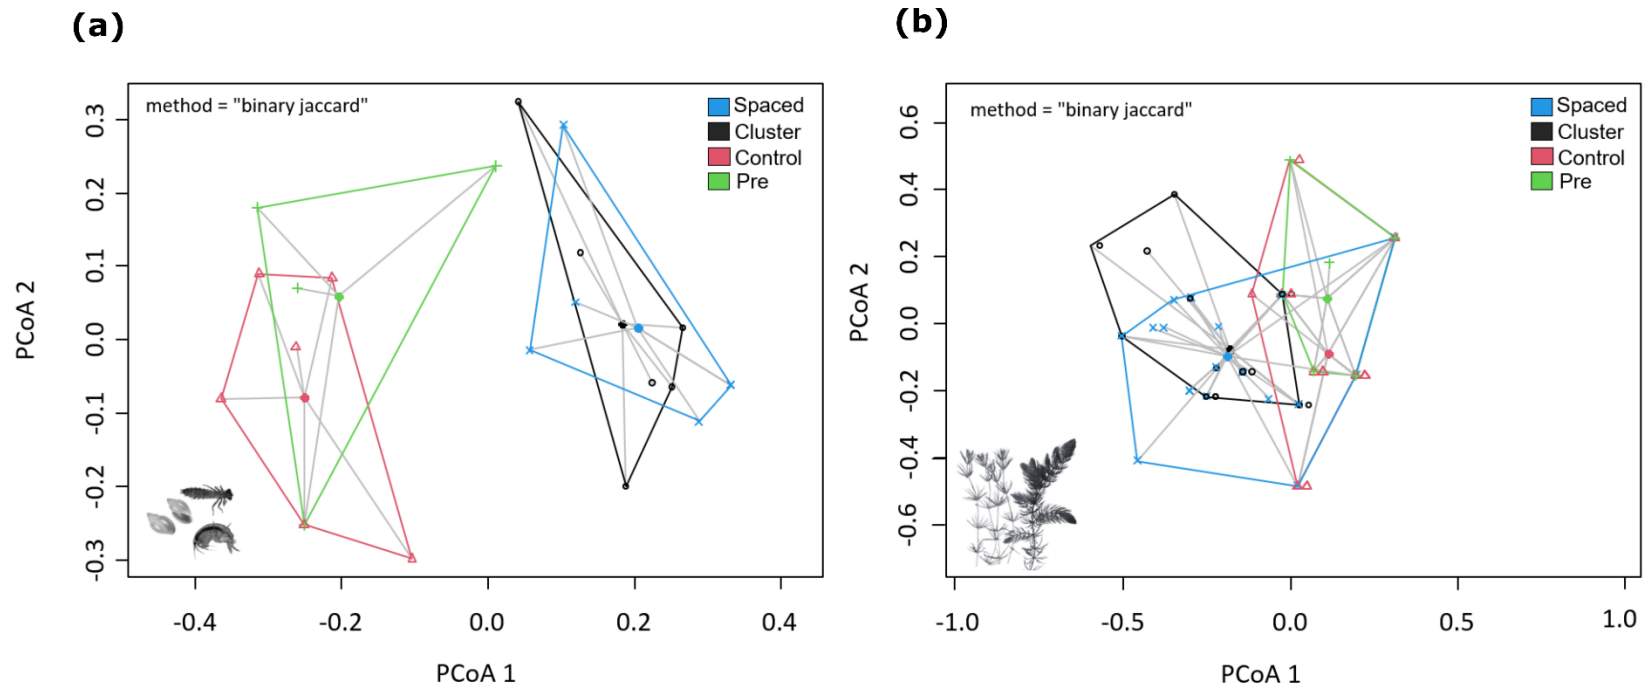 (a)
method = "binary jaccard"
Spaced
Cluster
Control
Pre
0.3
0.2
0.1
0.0
-0.1
-0.2
-0.3
PCoA 2
-0.4
-0.2
0.0
0.2
0.4
PCoA 1
(b)
method = "binary jaccard"
Spaced
Cluster
Control
Pre
0.6
0.4
0.2
0.0
-0.2
-0.4
-0.6
PCoA 2
-1.0
-0.5
0.0
0.5
1.0
PCoA 1